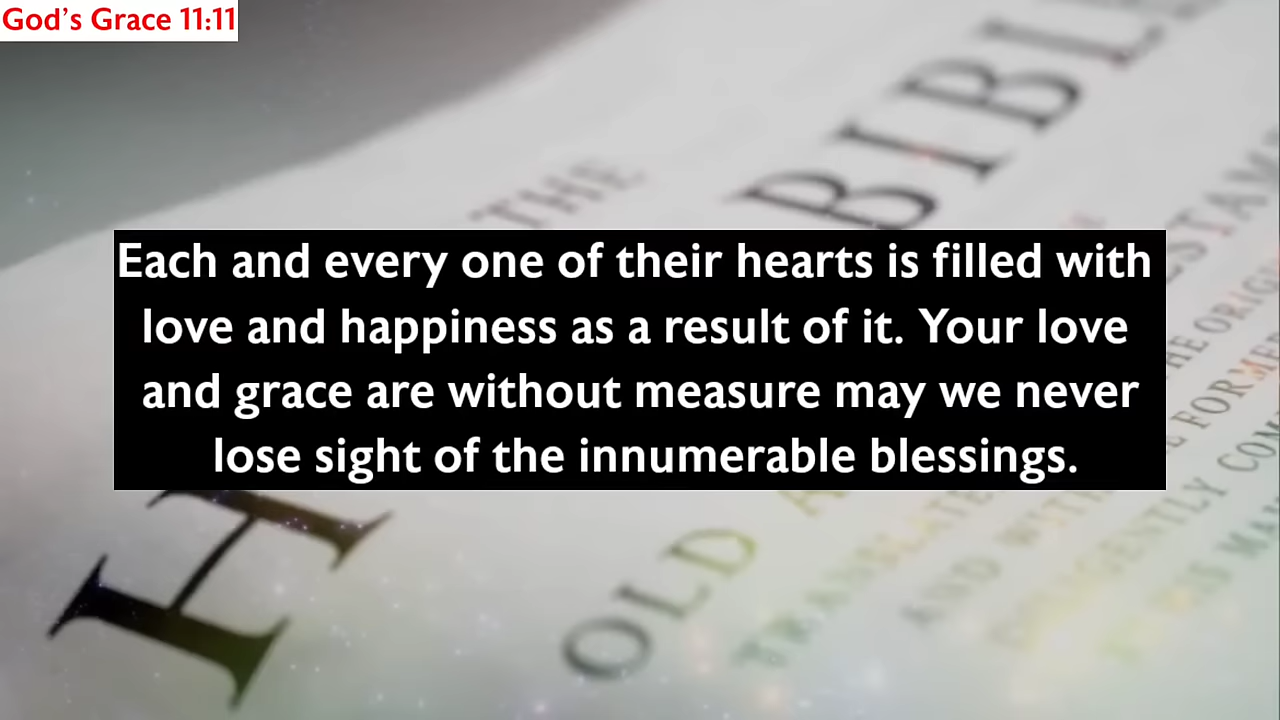 God's Grace 11:11
THE
BIBL
Each and every one of their hearts is filled with
love and happiness as a result of it. Your love
and grace are without measure may we never
lose sight of the innumerable blessings.
H
OLD